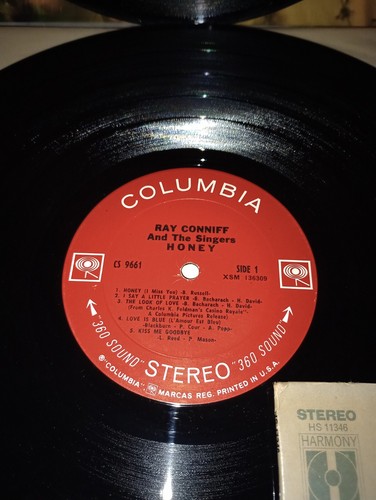 COLUMBIA
RAY CONNIFF
And The Singers
HONEY
CS 9661
SIDE 1
XSM 136309
1. HONEY (I Miss You) -B. Russell-
2. I SAY A LITTLE PRAYER -B. Bacharach - H. David-
3. THE LOOK OF LOVE -B. Bacharach - H. David-
(From Charles K. Feldman's Casino Royale"-
A Columbia Pictures Release)
4. LOVE IS BLUE (L'Amour Est Bleu)
-Blackburn - P. Cour - A. Popp-
5. KISS ME GOODBYE
-L. Reed - P. Mason-
"360 SOUND" STEREO "360 SOUND"
® "COLUMBIA" MARCAS REG. PRINTED IN U.S.A.
STEREO
HS 11346
HARMONY